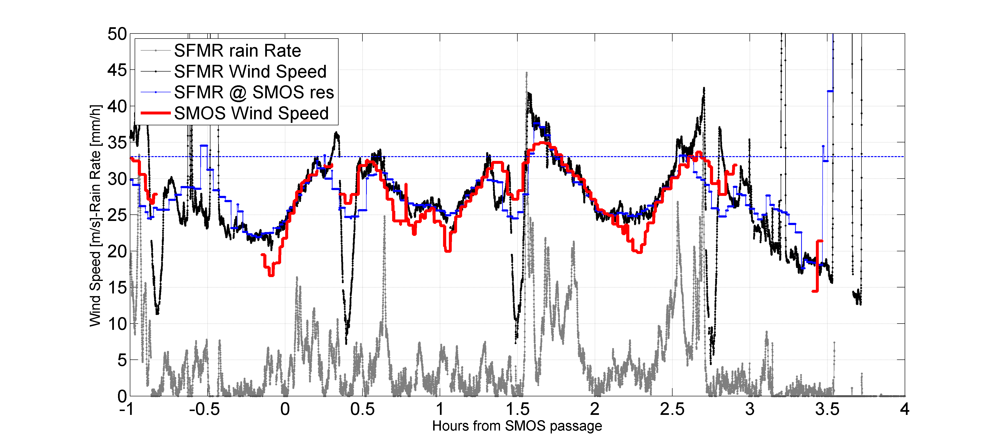 50
45
40
35
30
25
20
15
10
5
0
Wind Speed [m/s]-Rain Rate [mm/h]
SFMR rain Rate
SFMR Wind Speed
SFMR @ SMOS res
SMOS Wind Speed
-1 -0.5 0 0.5 1 1.5 2 2.5 3 3.5 4
Hours from SMOS passage